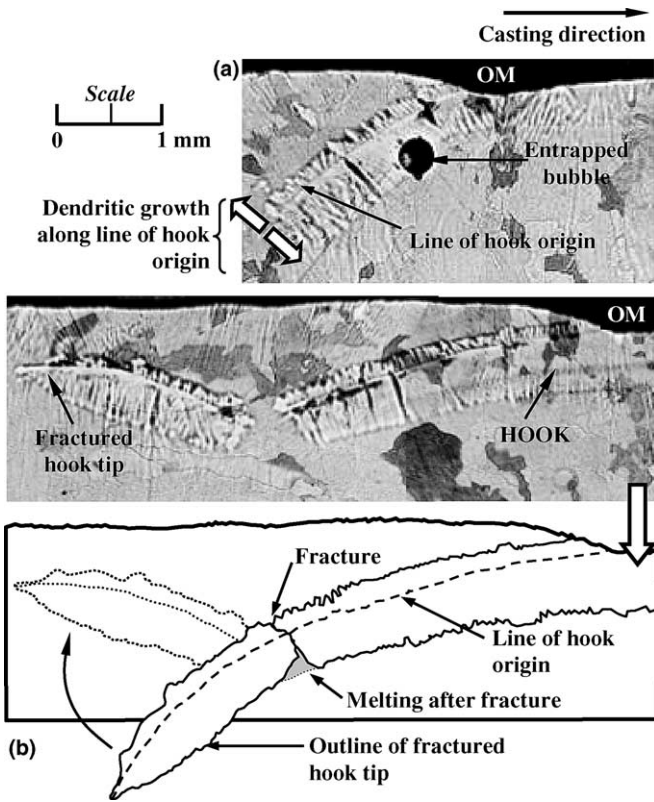 Casting direction
(a)
OM
Scale
0
1 mm
Entrapped
bubble
Dendritic growth
along line of hook
origin
Line of hook origin
OM
Fractured
hook tip
HOOK
Fracture
Line of hook
origin
Melting after fracture
(b)
Outline of fractured
hook tip